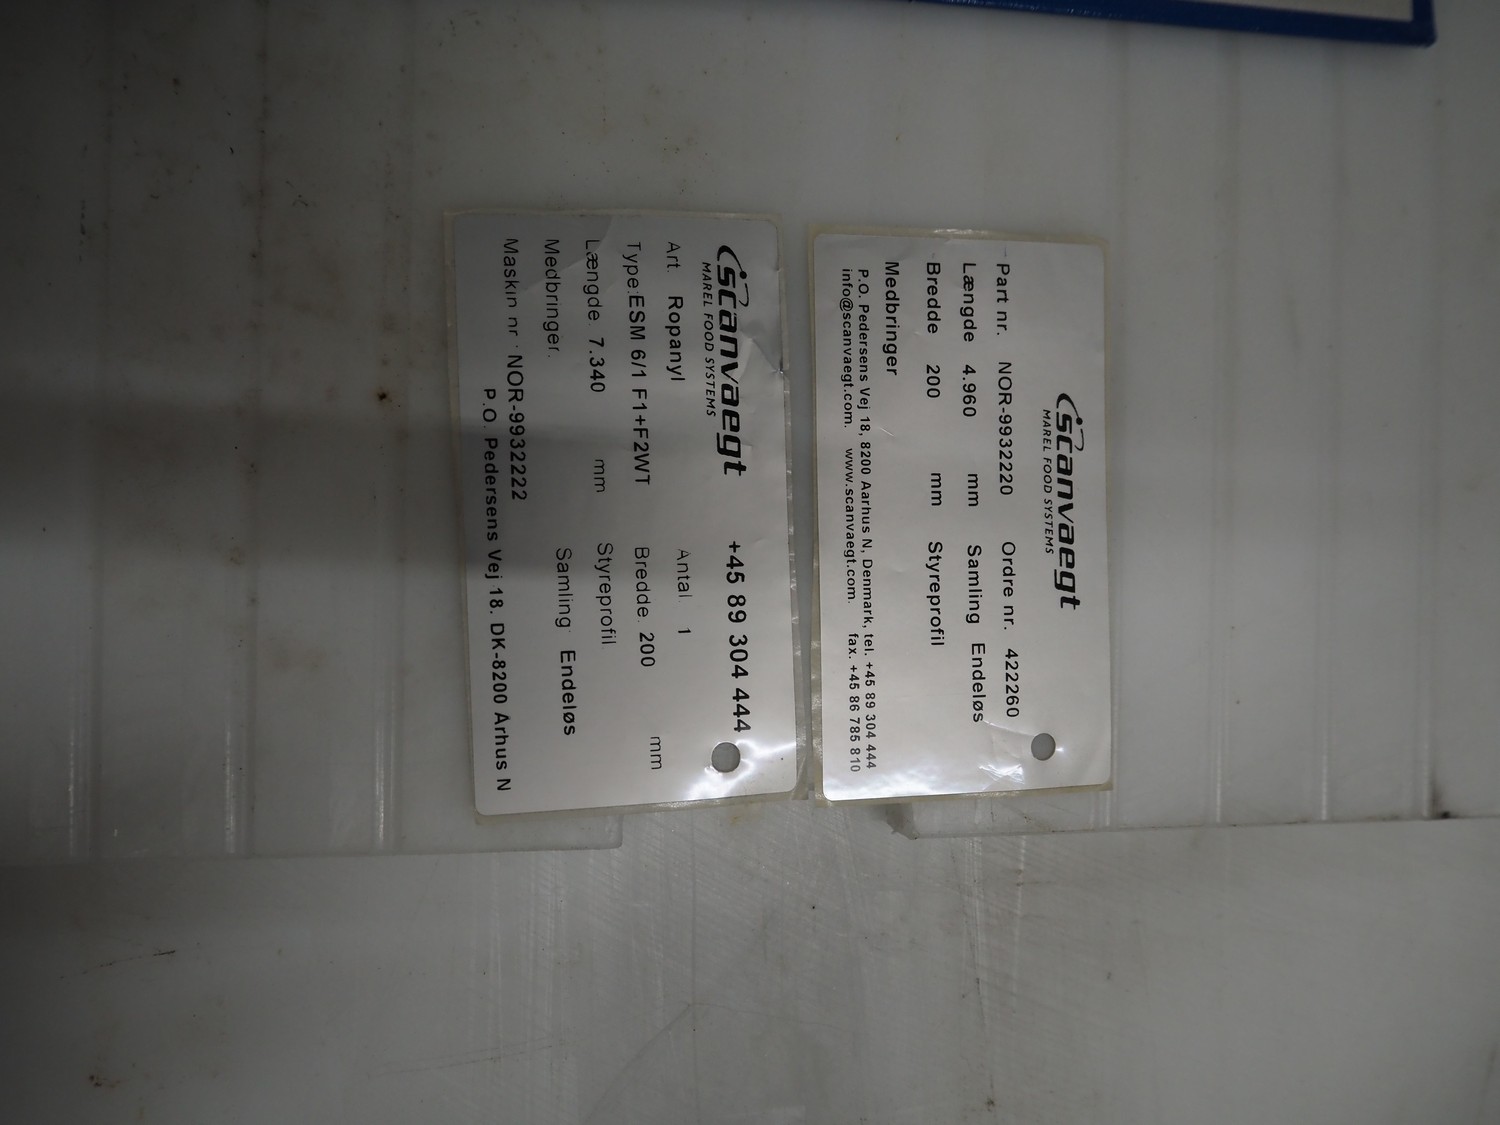 scanvaegt
MAREL FOOD SYSTEMS
Part nr. NOR-9932220 Ordre nr. 422260
Længde 4.960 mm Samling Endeløs
Bredde 200 mm Styreprofil
Medbringer
P.O. Pedersens Vej 18, 8200 Aarhus N, Denmark, tel. +45 89 304 444
info@scanvaegt.com. www.scanvaegt.com. fax. +45 86 785 810
scanvaegt +45 89 304 444
MAREL FOOD SYSTEMS
Art. Ropanyl Antal 1
Type:ESM 6/1 F1+F2WT Bredde. 200 mm
Længde. 7.340 mm Styreprofil
Medbringer. Samling Endeløs
Maskin nr NOR-9932222
P.O. Pedersens Vej 18. DK-8200 Arhus N